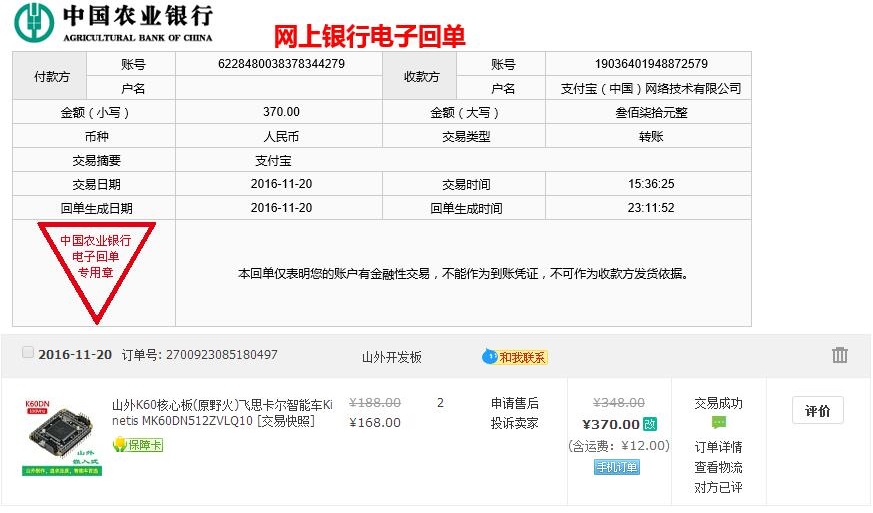 中国农业银行
AGRICULTURAL BANK OF CHINA
网上银行电子回单
付款方 账号 6228480038378344279 收款方 账号 19036401948872579
户名 户名 支付宝（中国）网络技术有限公司
金额（小写） 370.00 金额（大写） 叁佰柒拾元整
币种 人民币 交易类型 转账
交易摘要 支付宝
交易日期 2016-11-20 交易时间 15:36:25
回单生成日期 2016-11-20 回单生成时间 23:11:52
中国农业银行
电子回单
专用章
本回单仅表明您的账户有金融性交易，不能作为到账凭证，不可作为收款方发货依据。
2016-11-20 订单号: 2700923085180497 山外开发板 和我联系
K60DN
100MHz
山外
嵌入式
山外K60核心板(原野火)飞思卡尔智能车Ki
netis MK60DN512ZVLQ10 [交易快照]
保障卡
¥188.00
¥168.00
2
申请售后
投诉卖家
¥348.00
¥370.00 改
(含运费：¥12.00)
手机订单
交易成功
订单详情
查看物流
对方已评
评价